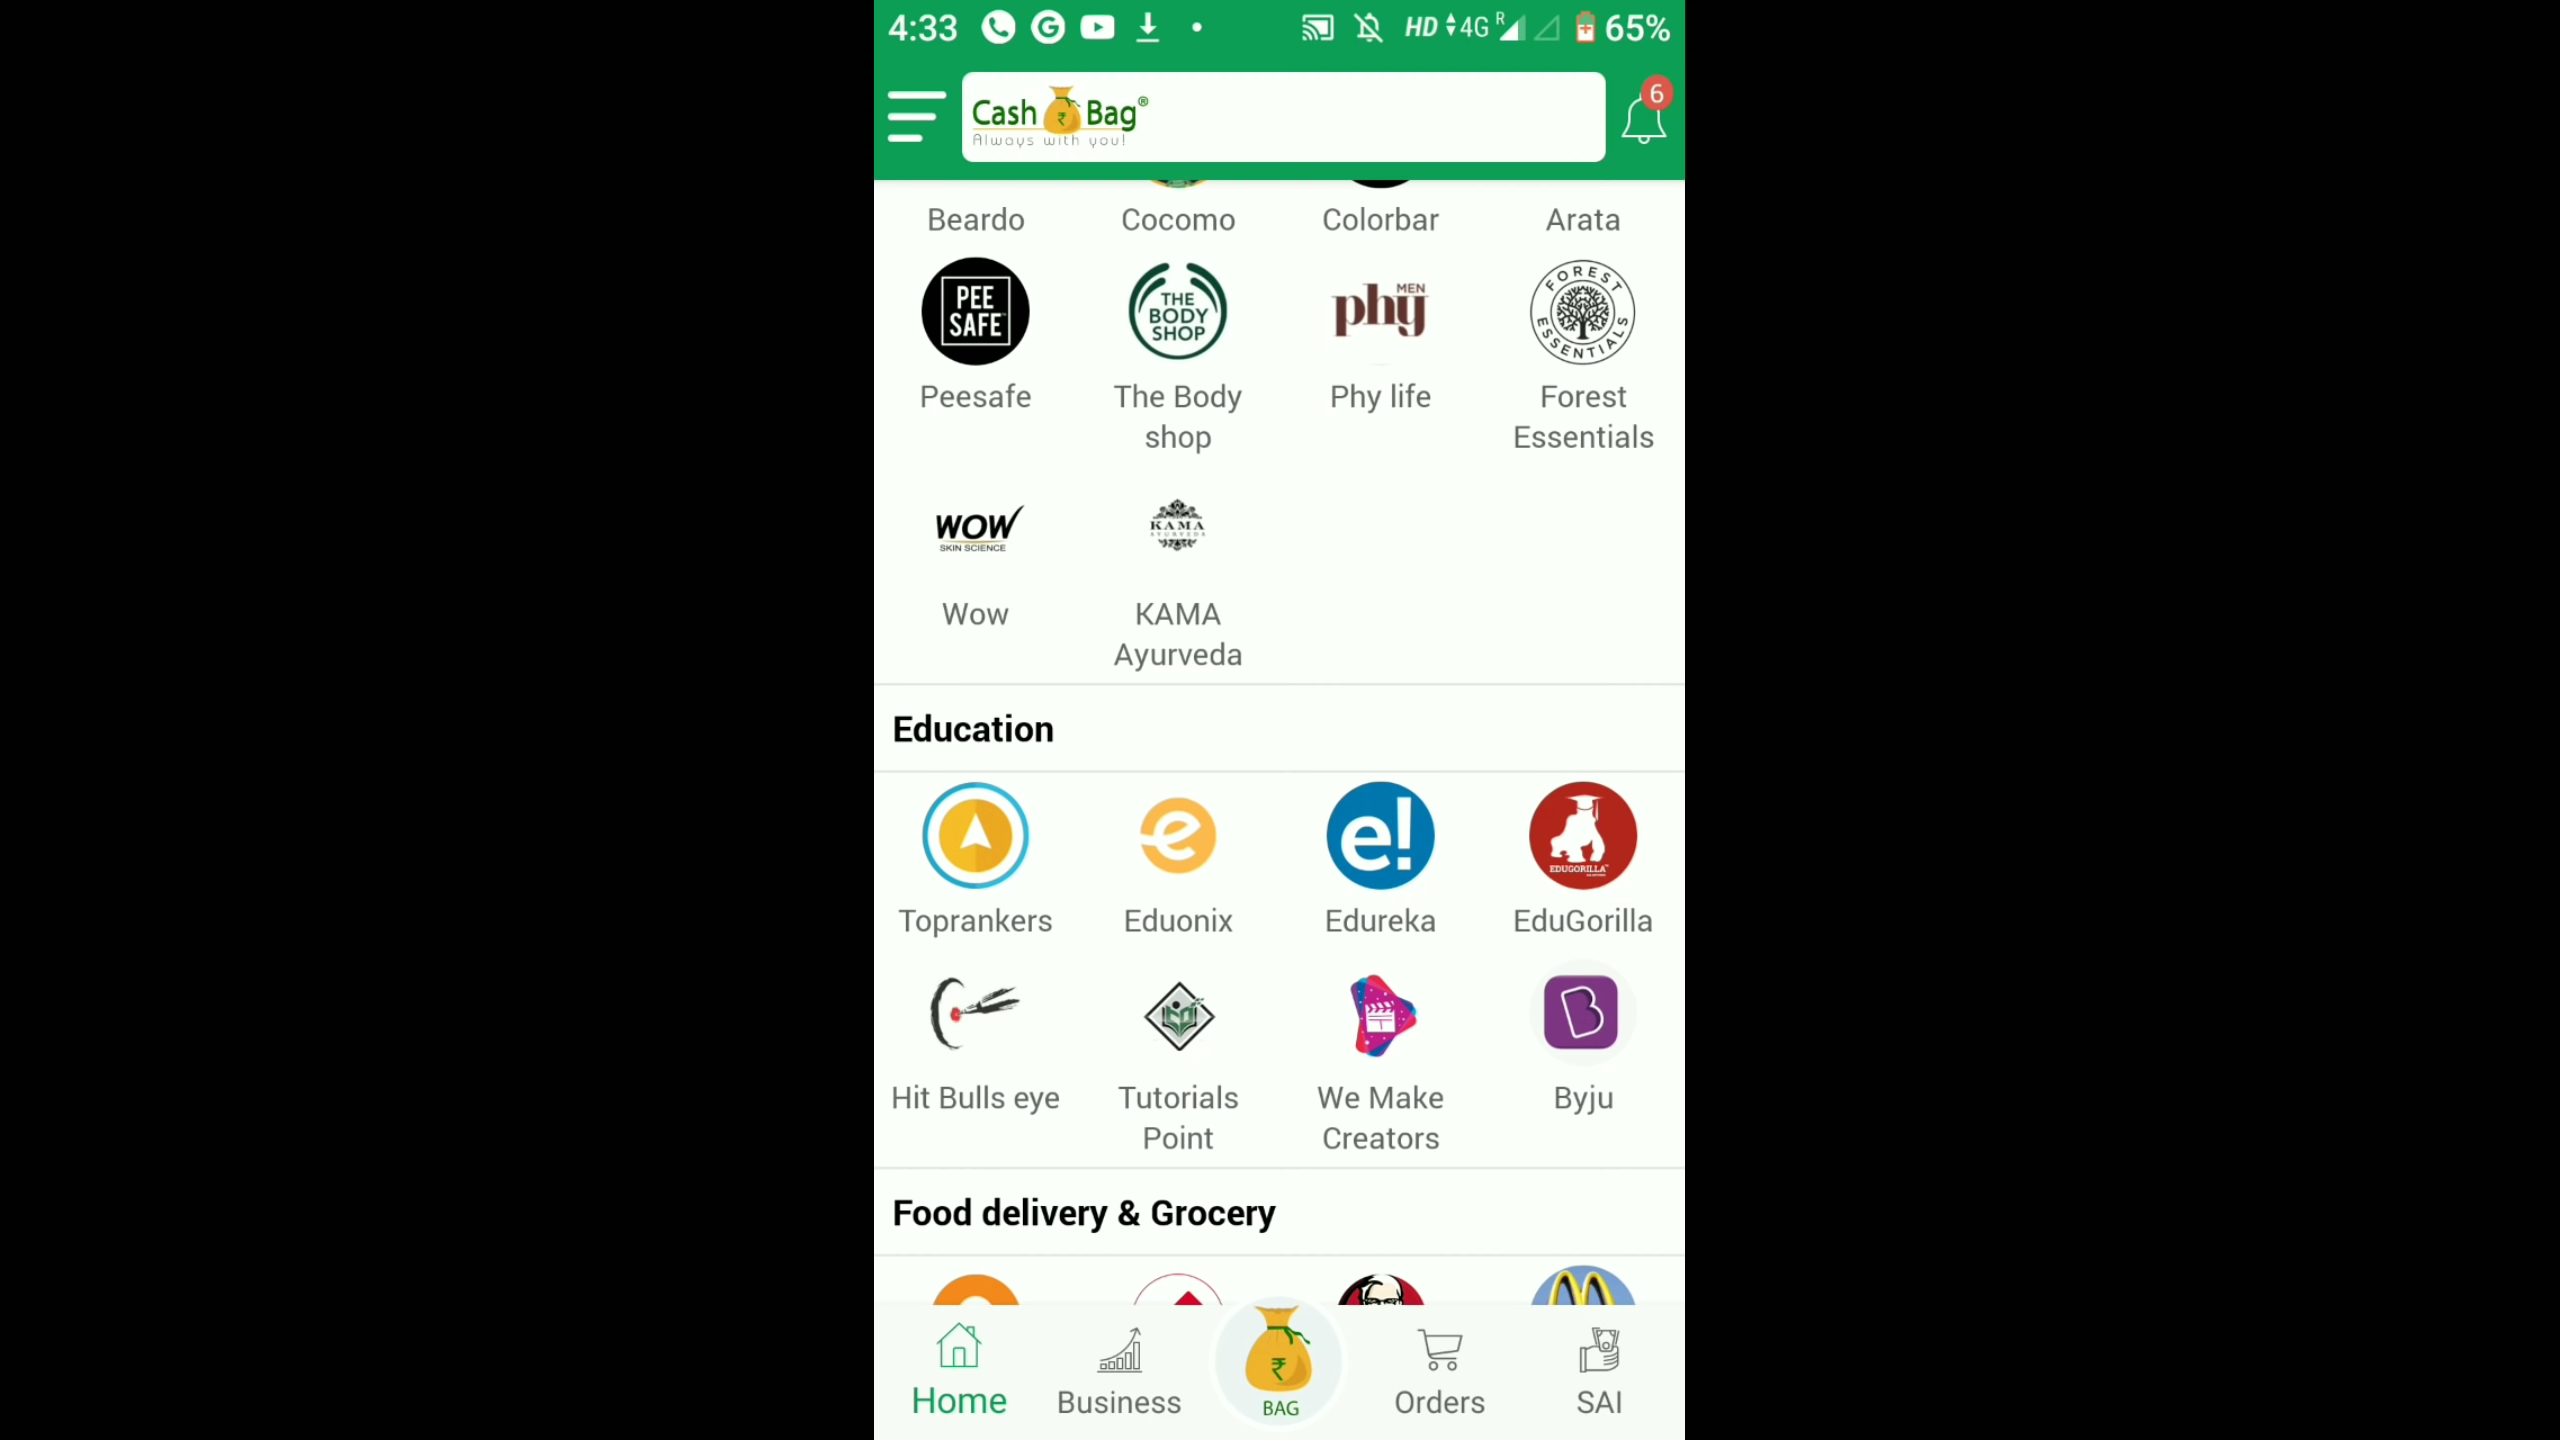 4:33 HD 4G R 65%
Cash Bag®
Always with you!
6
Beardo Cocomo Colorbar Arata
PEE SAFE
THE BODY SHOP
phy MEN
FOREST ESSENTIALS
Peesafe The Body shop Phy life Forest Essentials
WOW SKIN SCIENCE
KAMA AYURVEDA
Wow KAMA Ayurveda
Education
e e! EDUGORILLA
Toprankers Eduonix Edureka EduGorilla
B
Hit Bulls eye Tutorials Point We Make Creators Byju
Food delivery & Grocery
₹
BAG
Home Business Orders SAI